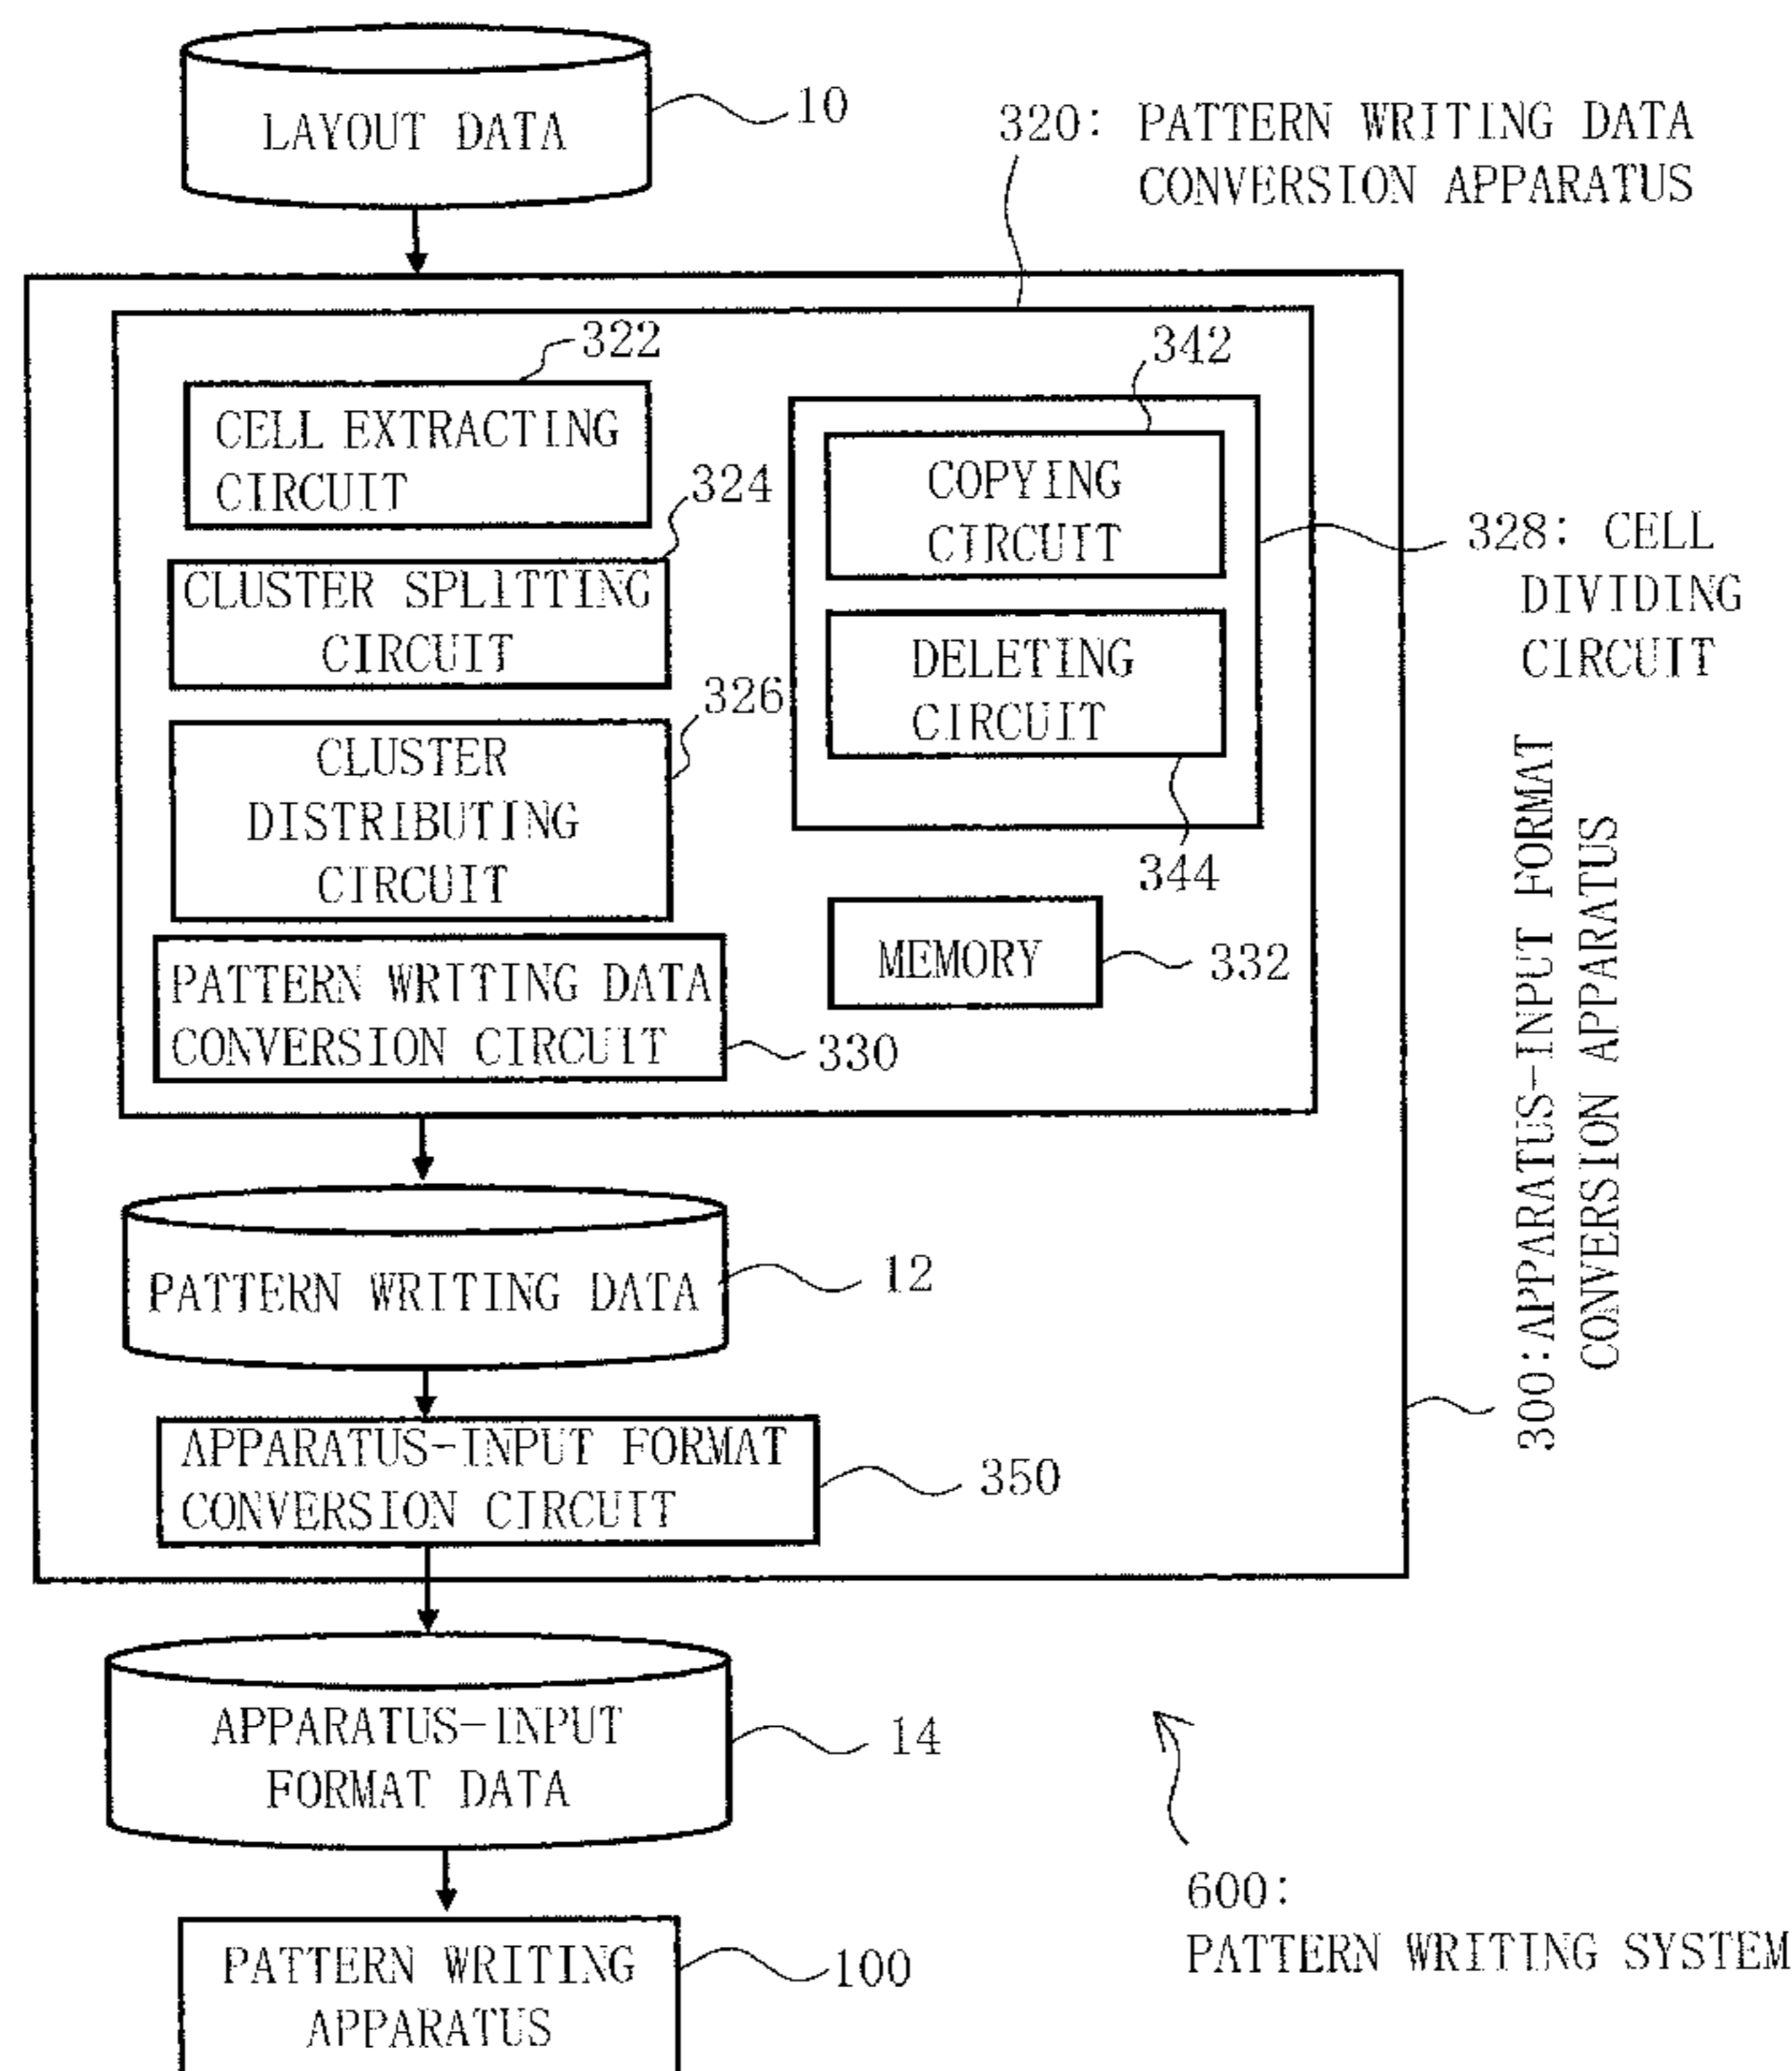 LAYOUT DATA
10
320: PATTERN WRITING DATA
CONVERSION APPARATUS
322
CELL EXTRACTING
CIRCUIT
324
CLUSTER SPLITTING
CIRCUIT
326
CLUSTER
DISTRIBUTING
CIRCUIT
PATTERN WRITING DATA
CONVERSION CIRCUIT
330
342
COPYING
CIRCUIT
DELETING
CIRCUIT
344
328: CELL
DIVIDING
CIRCUIT
MEMORY
332
300:APPARATUS-INPUT FORMAT
CONVERSION APPARATUS
PATTERN WRITING DATA
12
APPARATUS-INPUT FORMAT
CONVERSION CIRCUIT
350
APPARATUS-INPUT
FORMAT DATA
14
PATTERN WRITING
APPARATUS
100
600:
PATTERN WRITING SYSTEM